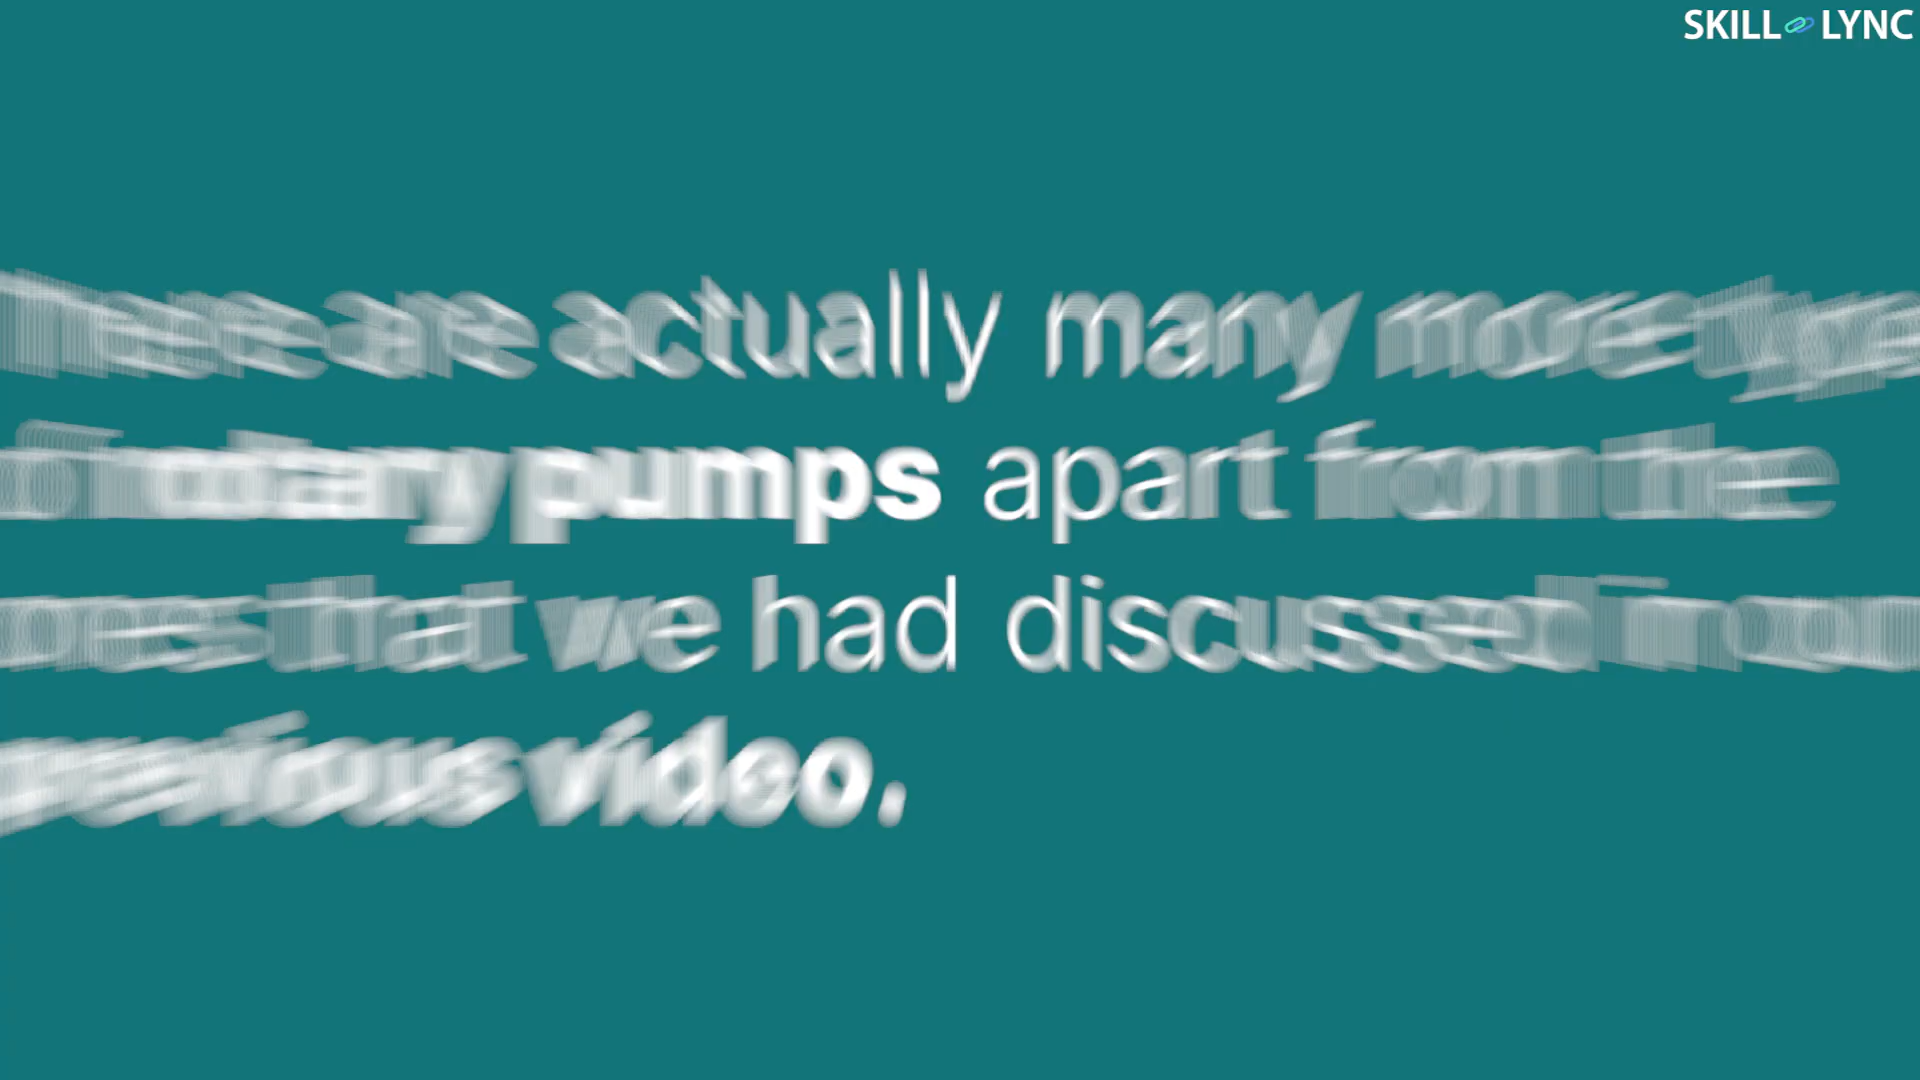 SKILL LYNC
There are actually many more types
of rotary pumps apart from the
ones that we had discussed in our
previous video.